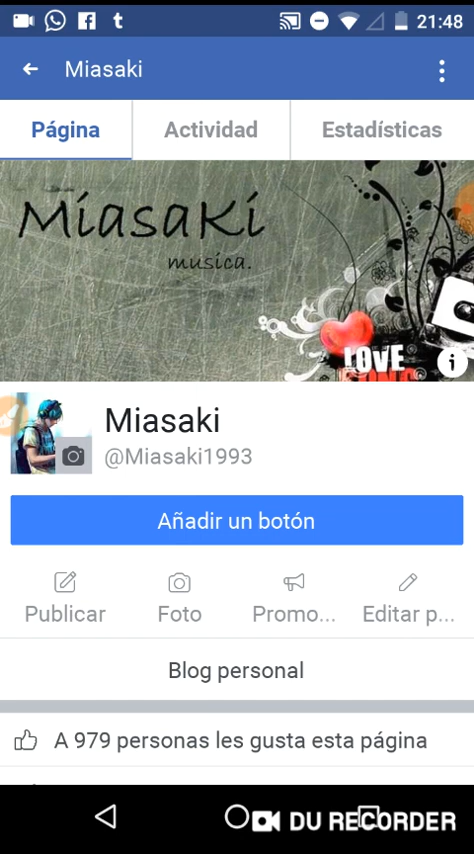 21:48
Miasaki
Página Actividad Estadísticas
MiasaKi
musica.
LOVE
SONG
Miasaki
@Miasaki1993
Añadir un botón
Publicar Foto Promo... Editar p...
Blog personal
A 979 personas les gusta esta página
DU RECORDER